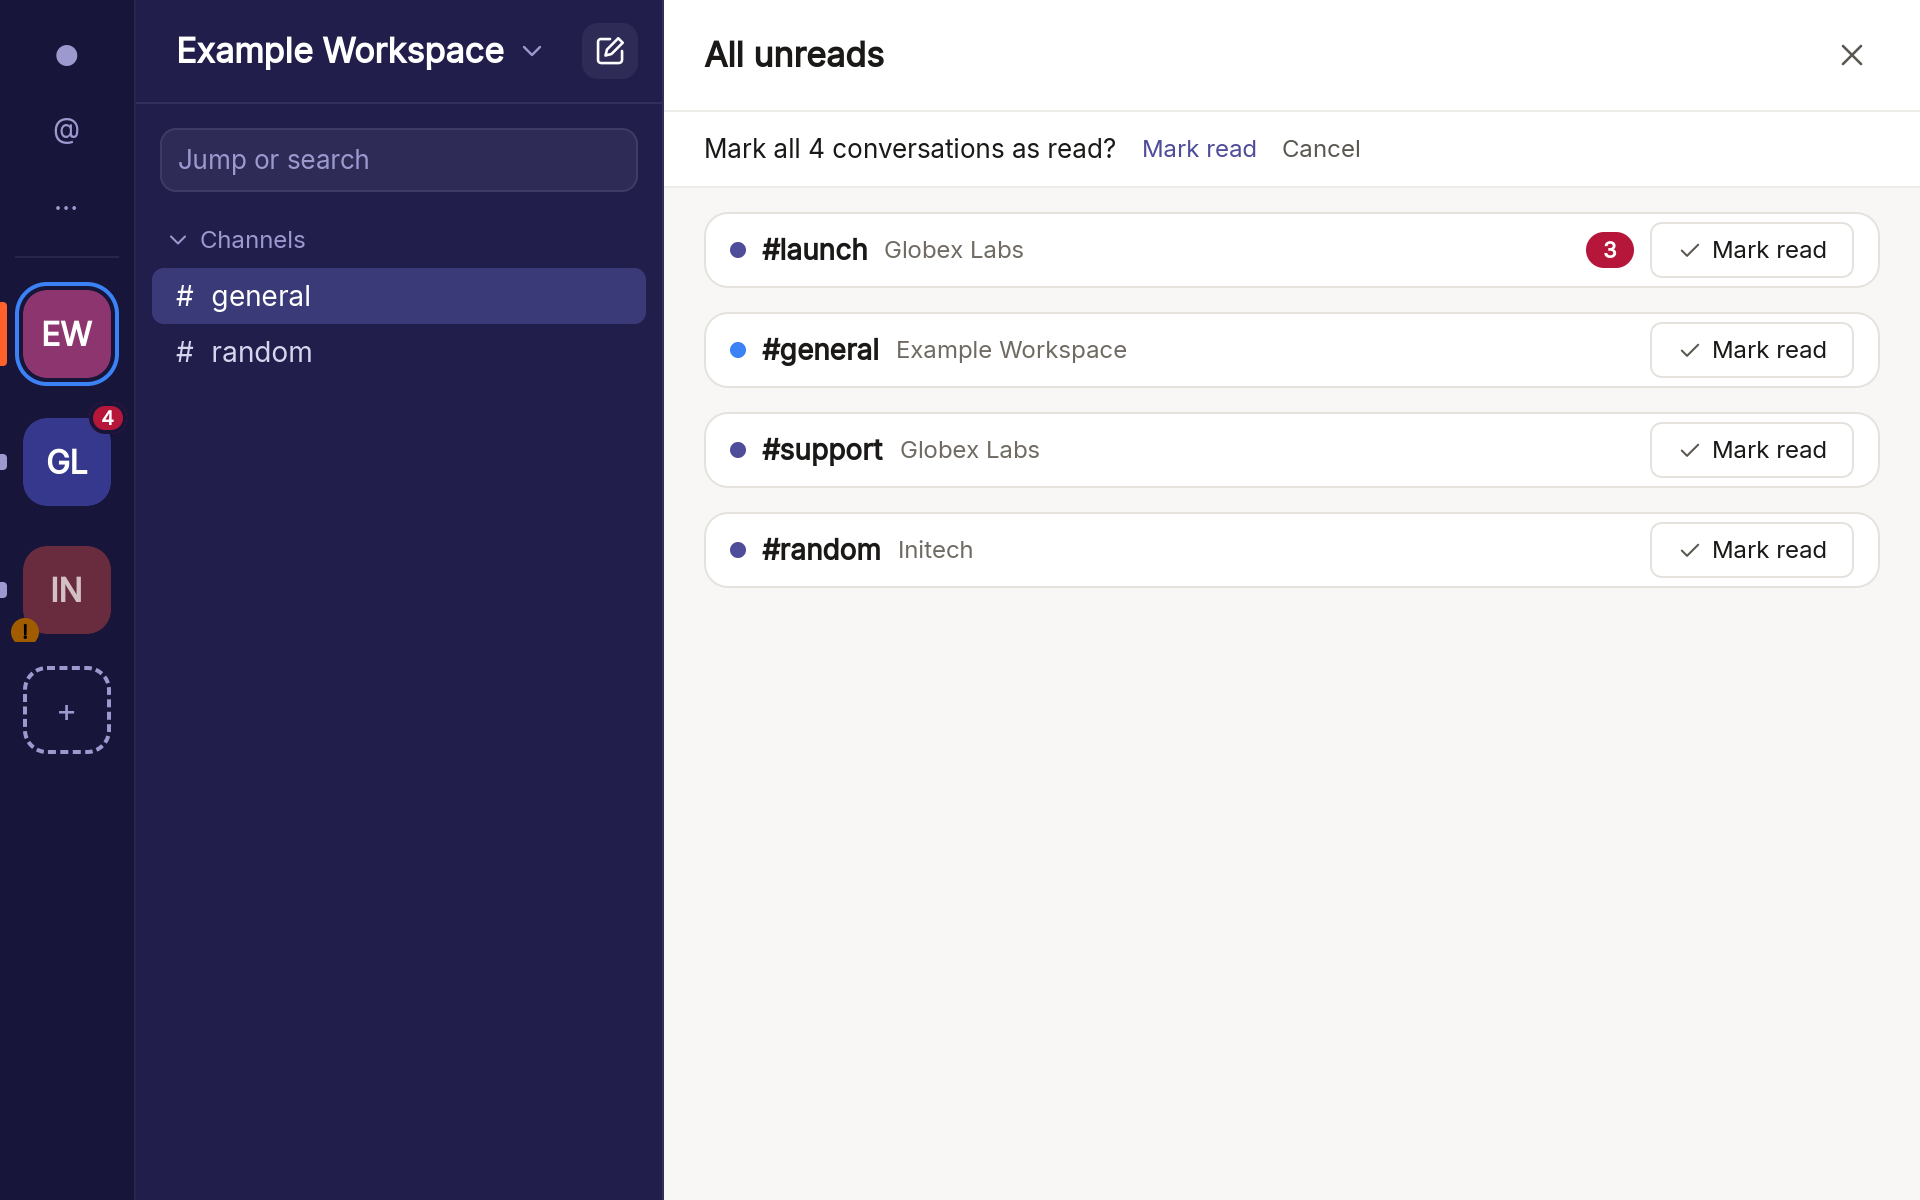 @
...
EW
4
GL
IN
!
+
Example Workspace
Jump or search
Channels
# general
# random
All unreads
Mark all 4 conversations as read? Mark read Cancel
#launch Globex Labs 3 Mark read
#general Example Workspace Mark read
#support Globex Labs Mark read
#random Initech Mark read